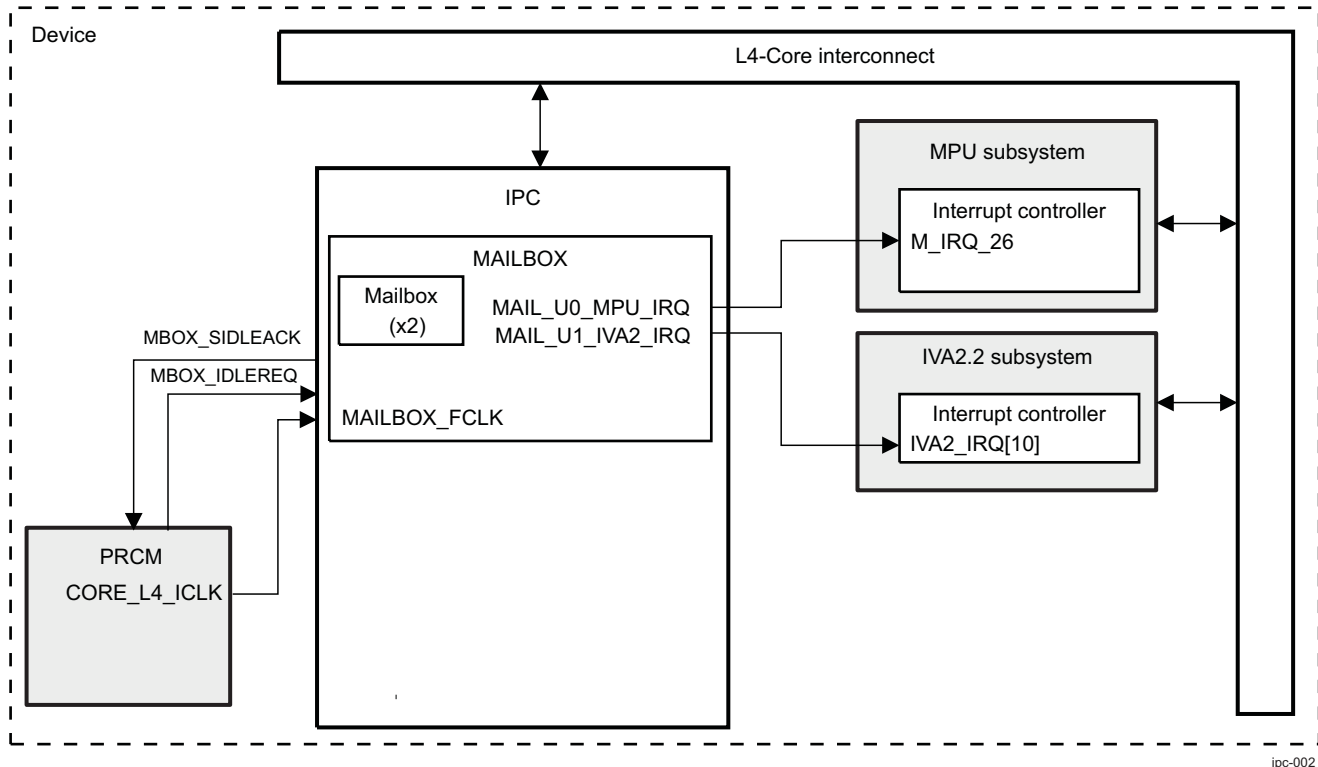 Device
L4-Core interconnect
MPU subsystem
Interrupt controller
M_IRQ_26
IPC
MAILBOX
Mailbox
(x2)
MAIL_U0_MPU_IRQ
MAIL_U1_IVA2_IRQ
MAILBOX_FCLK
MBOX_SIDLEACK
MBOX_IDLEREQ
IVA2.2 subsystem
Interrupt controller
IVA2_IRQ[10]
PRCM
CORE_L4_ICLK
ipc-002